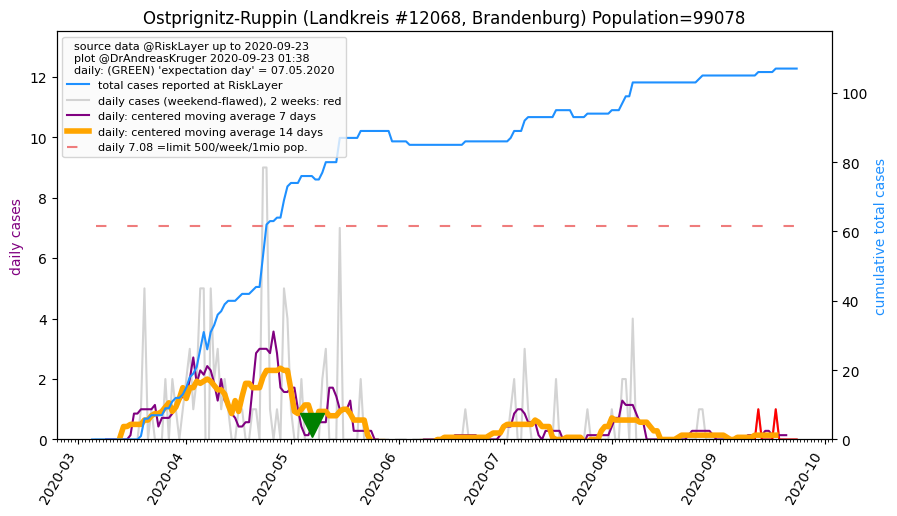 Ostprignitz-Ruppin (Landkreis #12068, Brandenburg) Population=99078
source data @RiskLayer up to 2020-09-23
plot @DrAndreasKruger 2020-09-23 01:38
daily: (GREEN) 'expectation day' = 07.05.2020
total cases reported at RiskLayer
daily cases (weekend-flawed), 2 weeks: red
daily: centered moving average 7 days
daily: centered moving average 14 days
daily 7.08 =limit 500/week/1mio pop.
daily cases
12
10
8
6
4
2
0
cumulative total cases
100
80
60
40
20
0
2020-03
2020-04
2020-05
2020-06
2020-07
2020-08
2020-09
2020-10